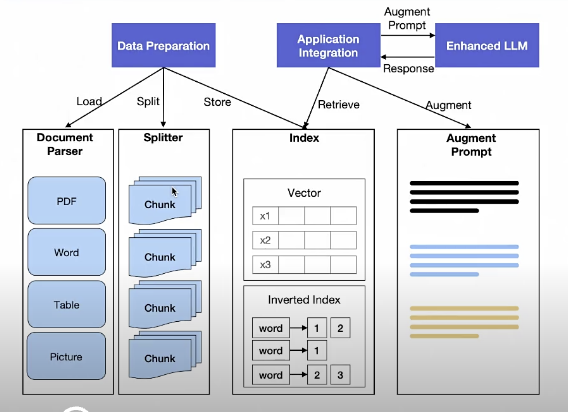 Data Preparation
Application
Integration
Augment
Prompt
Response
Enhanced LLM
Load
Split
Store
Retrieve
Augment
Document
Parser
PDF
Word
Table
Picture
Splitter
Chunk
Chunk
Chunk
Chunk
Index
Vector
x1
x2
x3
Inverted Index
word 1 2
word 1
word 2 3
Augment
Prompt